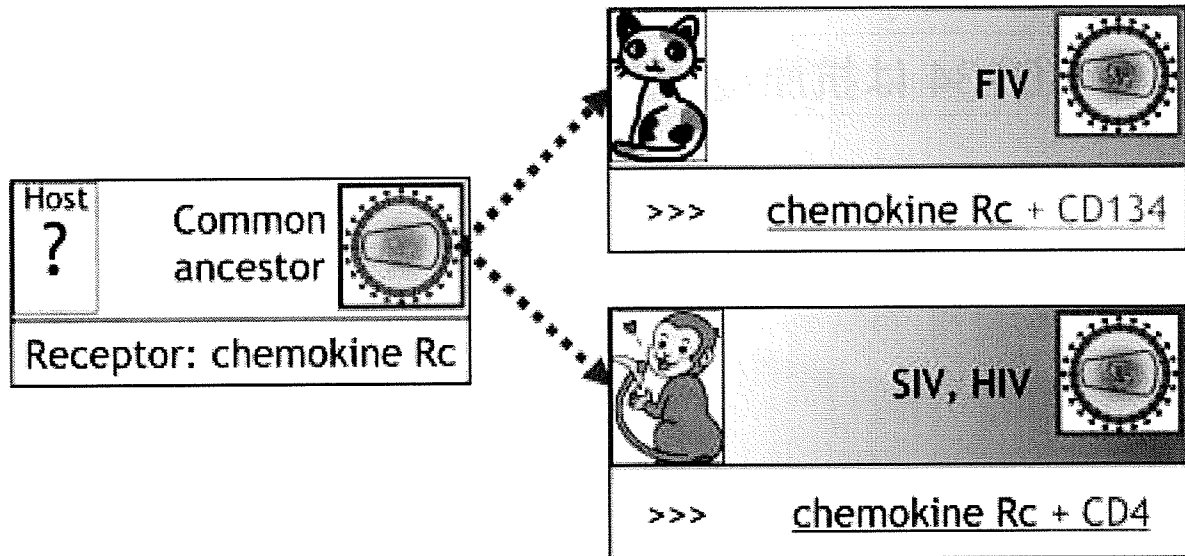 Host
?
Common
ancestor
Receptor: chemokine Rc
FIV
>>> chemokine Rc + CD134
SIV, HIV
>>> chemokine Rc + CD4